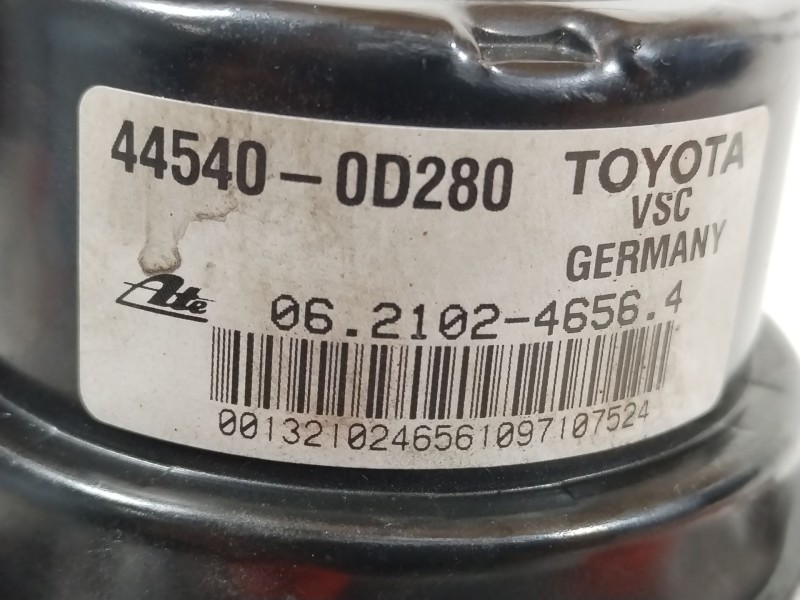 44540-0D280
TOYOTA
VSC
GERMANY
Ate
06.2102-4656.4
0013210246561097107524